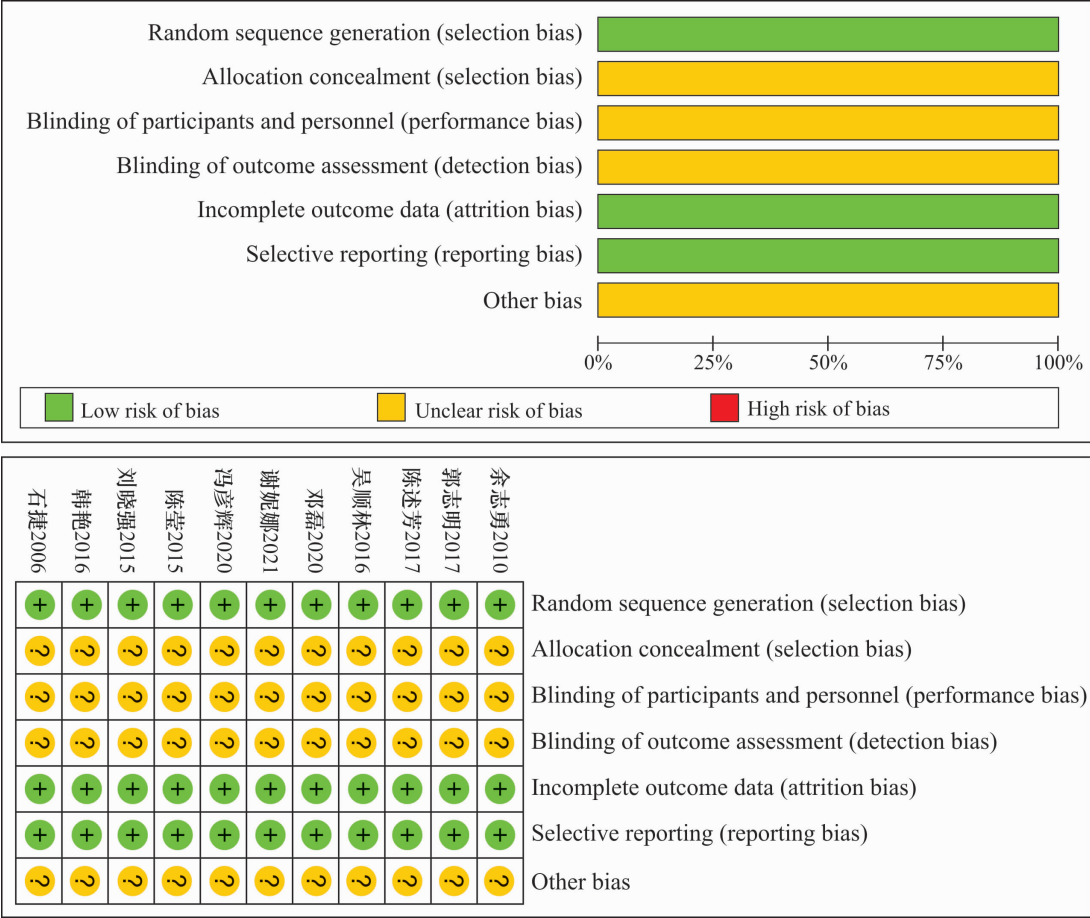 Random sequence generation (selection bias)
Allocation concealment (selection bias)
Blinding of participants and personnel (performance bias)
Blinding of outcome assessment (detection bias)
Incomplete outcome data (attrition bias)
Selective reporting (reporting bias)
Other bias
0% 25% 50% 75% 100%
Low risk of bias Unclear risk of bias High risk of bias
石捷2006
韩艳2016
刘晓强2015
陈莹2015
冯彦辉2020
谢妮娜2021
邓磊2020
吴顺林2016
陈述芳2017
郭志明2017
余志勇2010
+ + + + + + + + + + + Random sequence generation (selection bias)
? ? ? ? ? ? ? ? ? ? ? Allocation concealment (selection bias)
? ? ? ? ? ? ? ? ? ? ? Blinding of participants and personnel (performance bias)
? ? ? ? ? ? ? ? ? ? ? Blinding of outcome assessment (detection bias)
+ + + + + + + + + + + Incomplete outcome data (attrition bias)
+ + + + + + + + + + + Selective reporting (reporting bias)
? ? ? ? ? ? ? ? ? ? ? Other bias